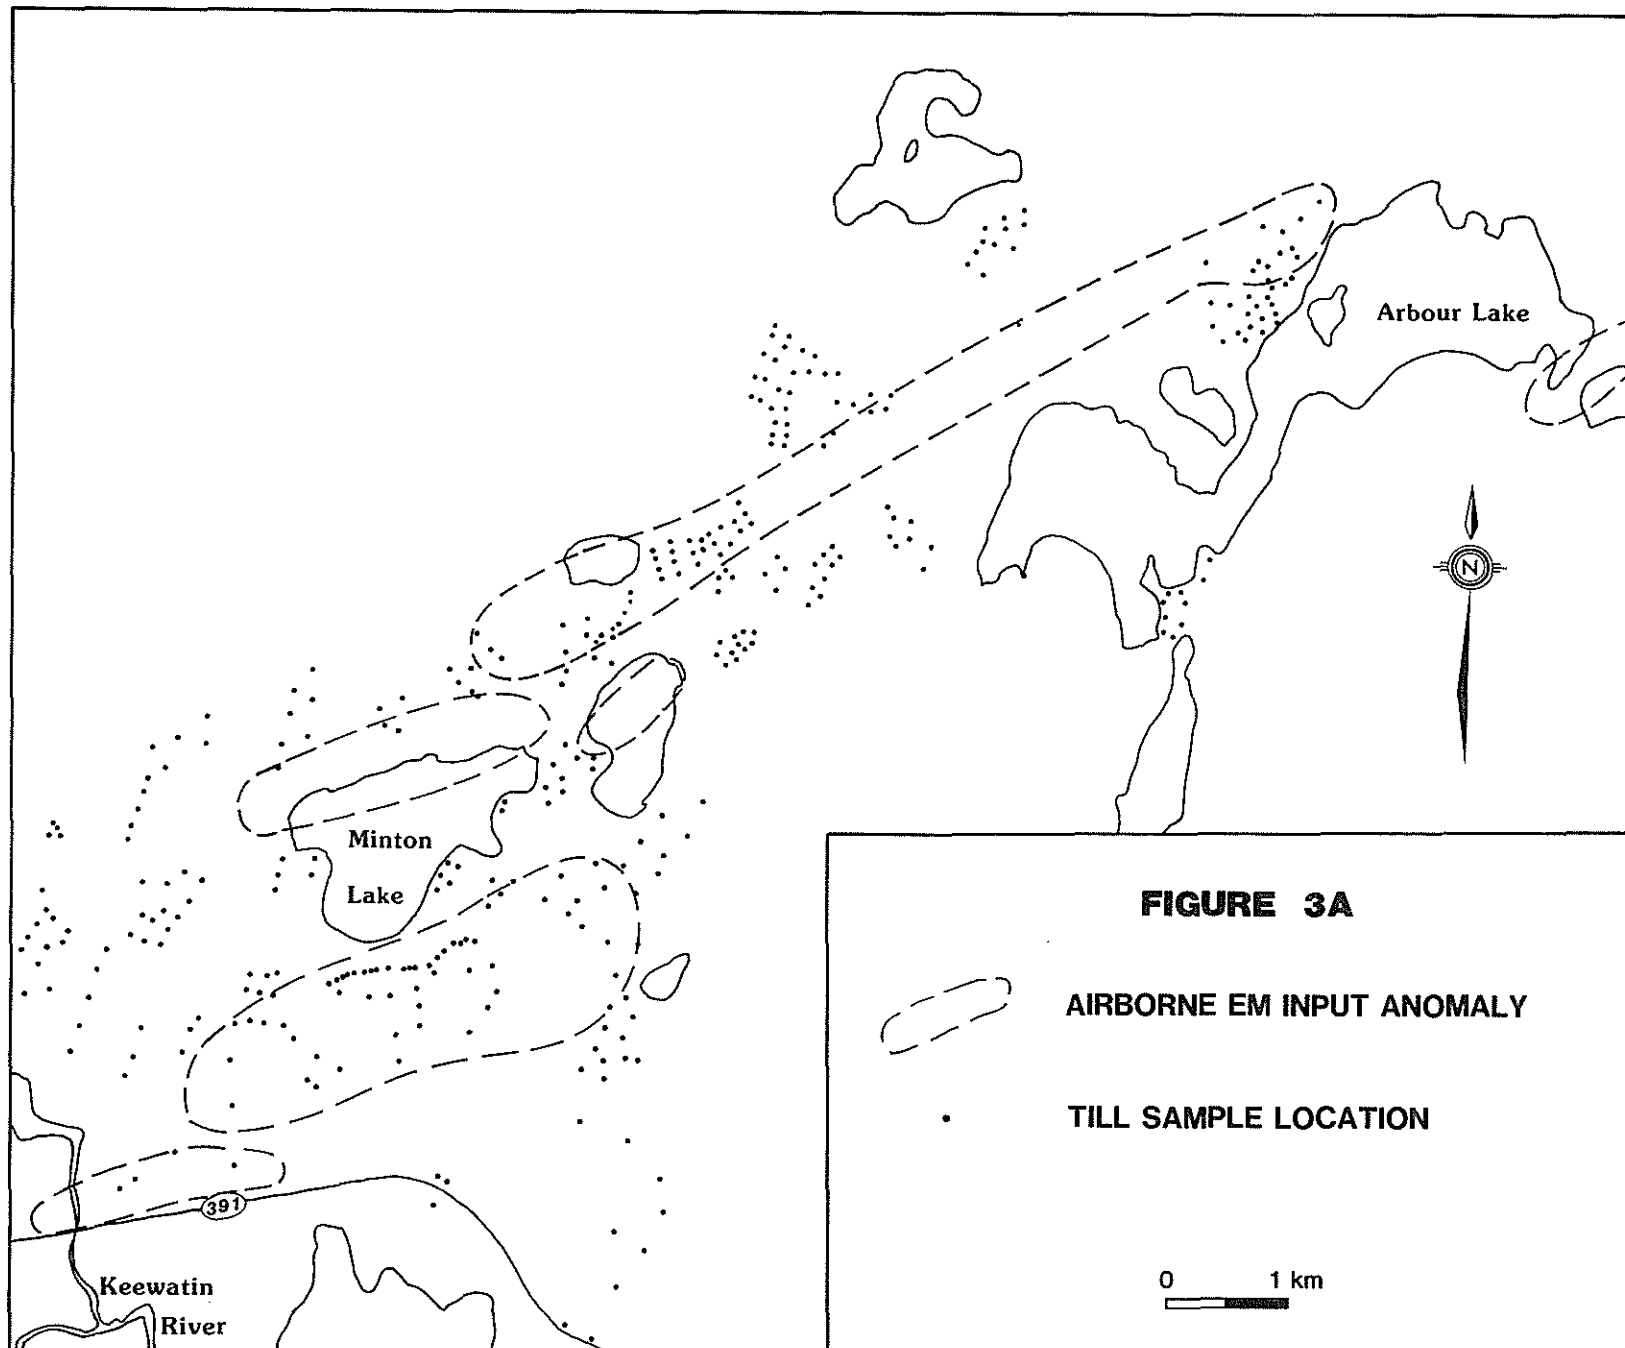 Arbour Lake
N
Minton
Lake
FIGURE 3A
AIRBORNE EM INPUT ANOMALY
TILL SAMPLE LOCATION
391
Keewatin
River
0 1 km